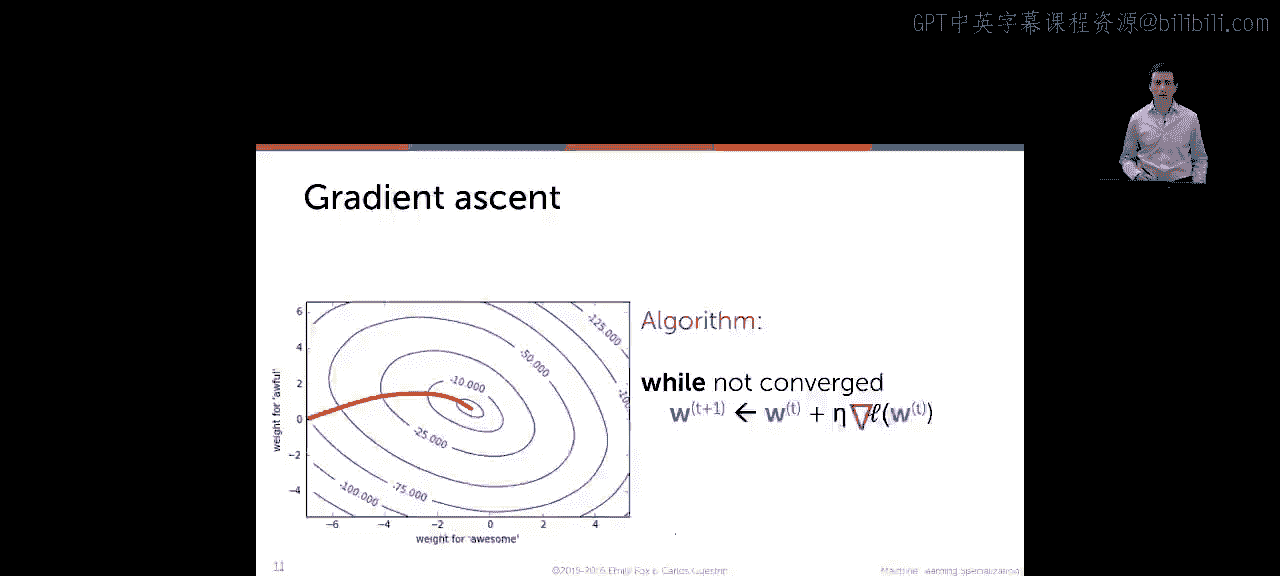 GPT中英字幕课程资源@bilibili.com
Gradient ascent
Algorithm:
while not converged
w(t+1) ← w(t) + η∇ℓ(w(t))
6
4
2
0
−2
−4
−6
−4
−2
0
2
4
weight for 'awful'
weight for 'awesome'
-125.000
-50.000
-10.000
-100
-25.000
-75.000
-100.000
11
©2015-2016 Emily Fox & Carlos Guestrin
Machine Learning Specialization